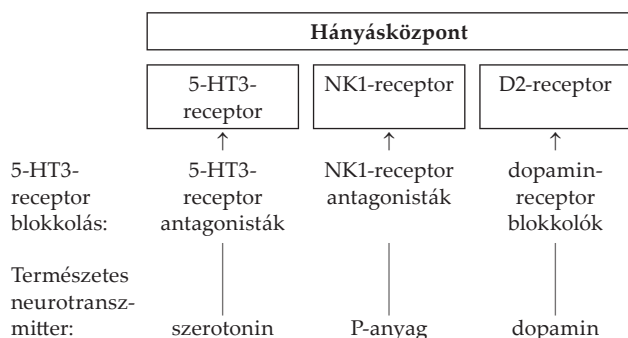 Hányásközpont
5-HT3-
receptor
NK1-receptor
D2-receptor
5-HT3-
receptor
blokkolás:
5-HT3-
receptor
antagonisták
NK1-receptor
antagonisták
dopamin-
receptor
blokkolók
Természetes
neurotransz-
mitter:
szerotonin
P-anyag
dopamin